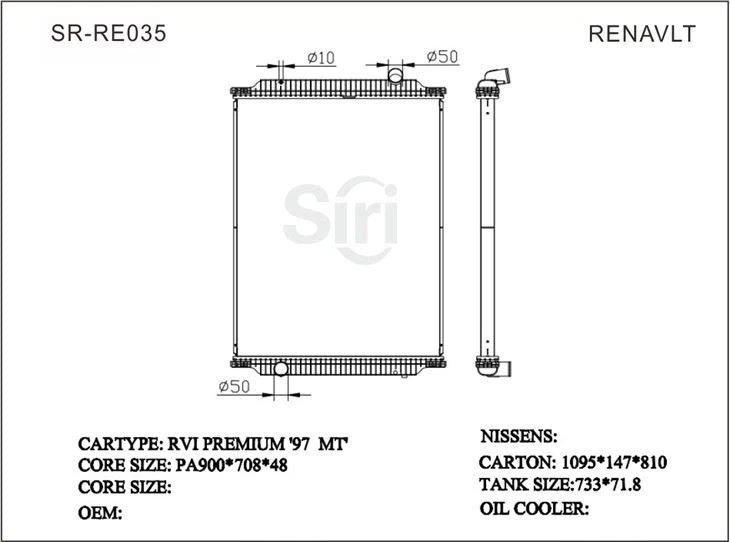 SR-RE035
RENAVLT
Ø10
Ø50
Siri
Ø50
CARTYPE: RVI PREMIUM '97 MT'
CORE SIZE: PA900*708*48
CORE SIZE:
OEM:
NISSENS:
CARTON: 1095*147*810
TANK SIZE:733*71.8
OIL COOLER: